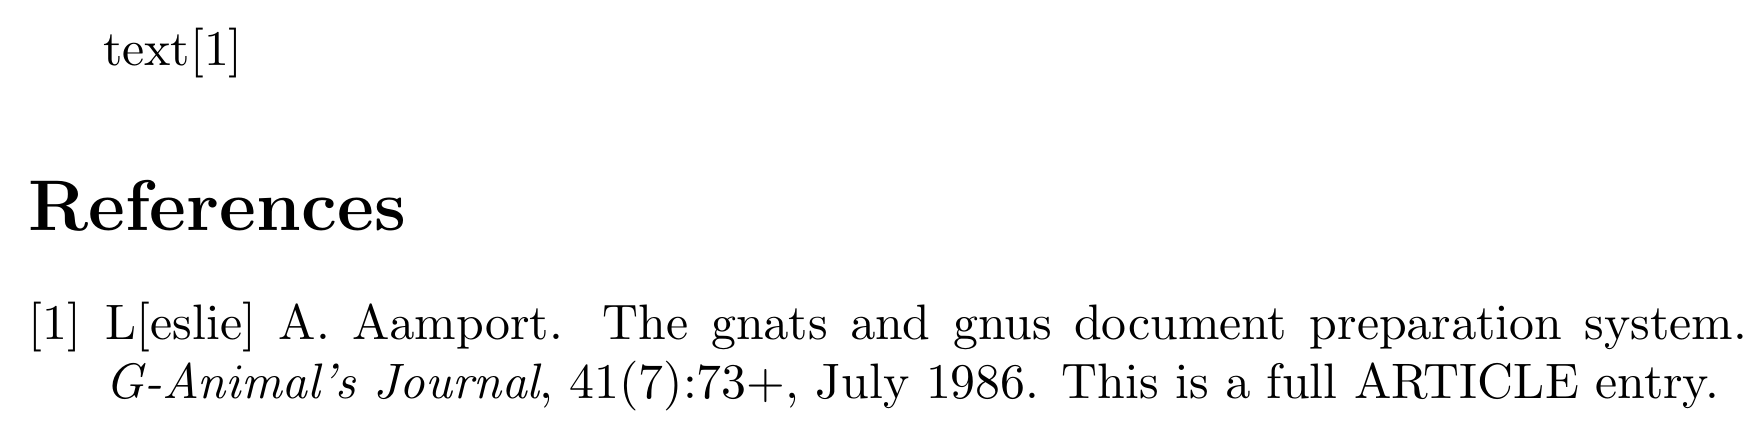 text[1]
References
[1] L[eslie] A. Aamport. The gnats and gnus document preparation system.
G-Animal's Journal, 41(7):73+, July 1986. This is a full ARTICLE entry.